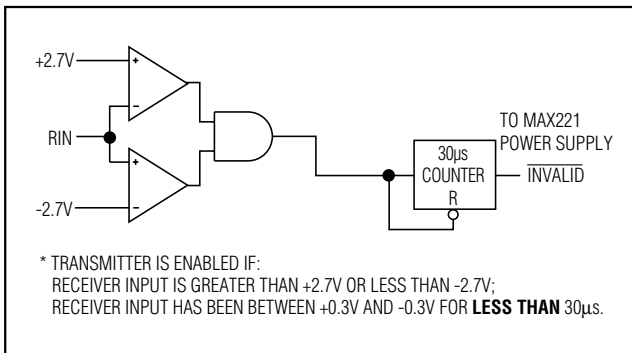 +2.7V
+
-
RIN
+
-
-2.7V
30µs
COUNTER
R
TO MAX221
POWER SUPPLY
INVALID
* TRANSMITTER IS ENABLED IF:
RECEIVER INPUT IS GREATER THAN +2.7V OR LESS THAN -2.7V;
RECEIVER INPUT HAS BEEN BETWEEN +0.3V AND -0.3V FOR LESS THAN 30µs.